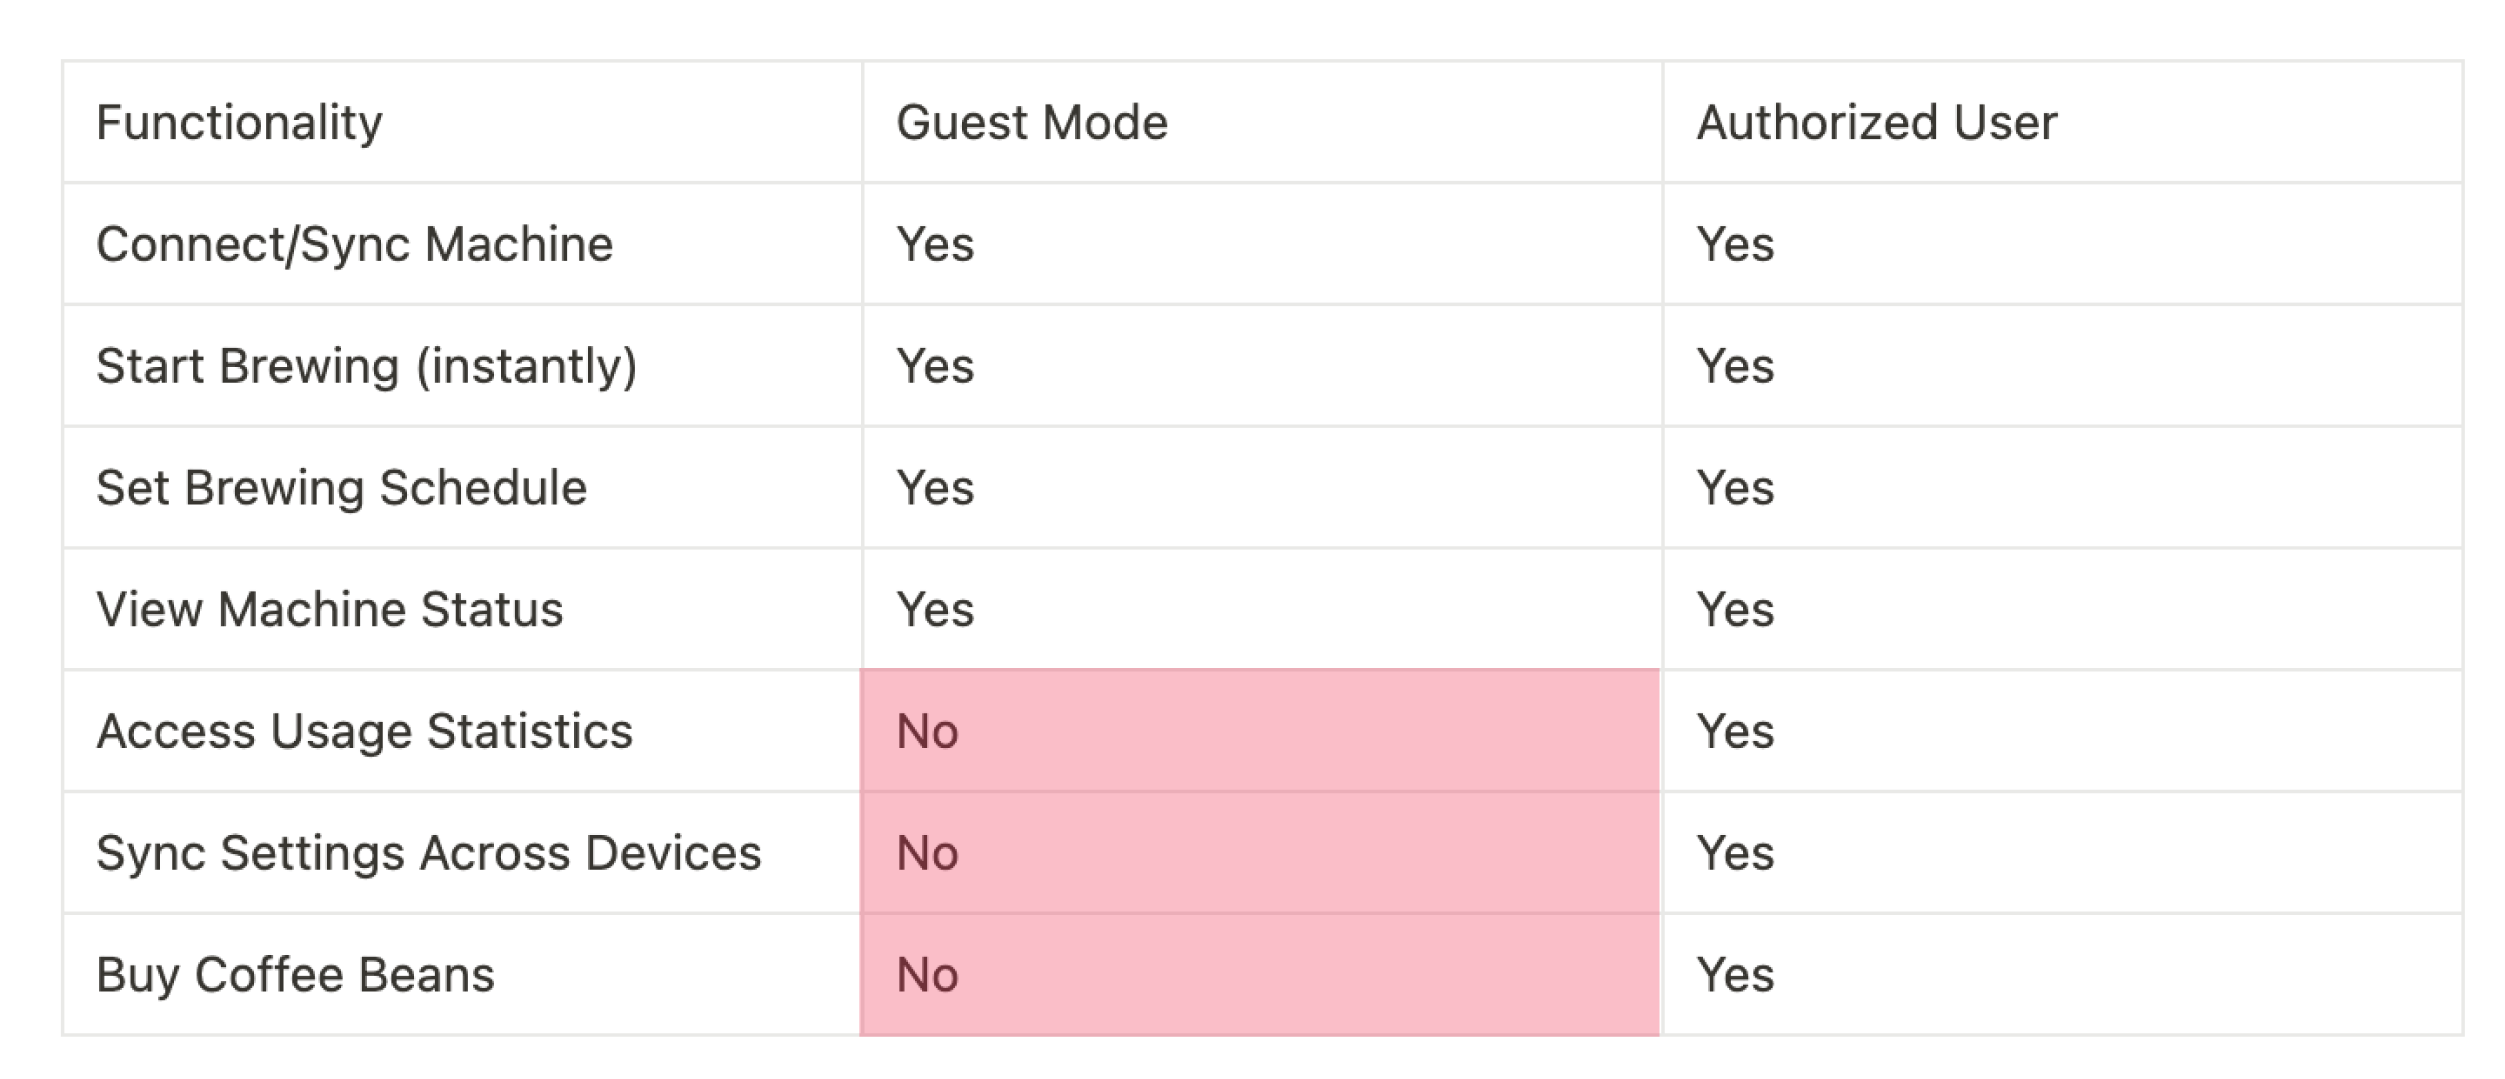 Functionality Guest Mode Authorized User
Connect/Sync Machine Yes Yes
Start Brewing (instantly) Yes Yes
Set Brewing Schedule Yes Yes
View Machine Status Yes Yes
Access Usage Statistics No Yes
Sync Settings Across Devices No Yes
Buy Coffee Beans No Yes